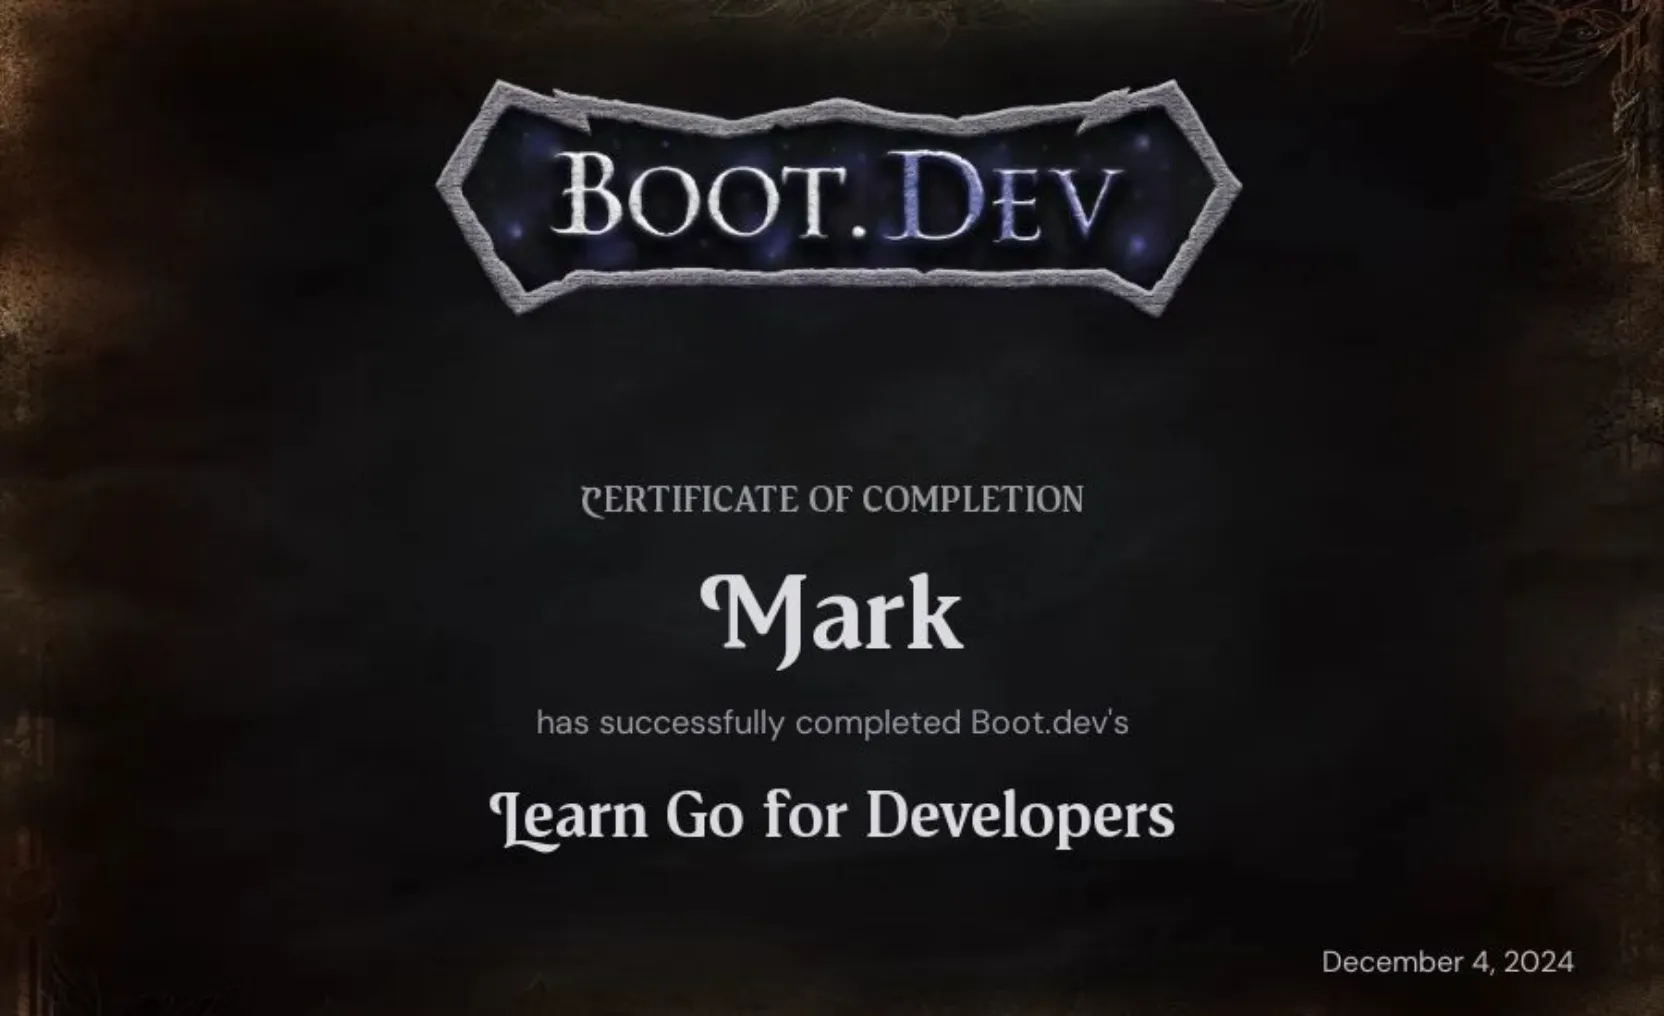 BOOT.DEV
CERTIFICATE OF COMPLETION
Mark
has successfully completed Boot.dev's
Learn Go for Developers
December 4, 2024